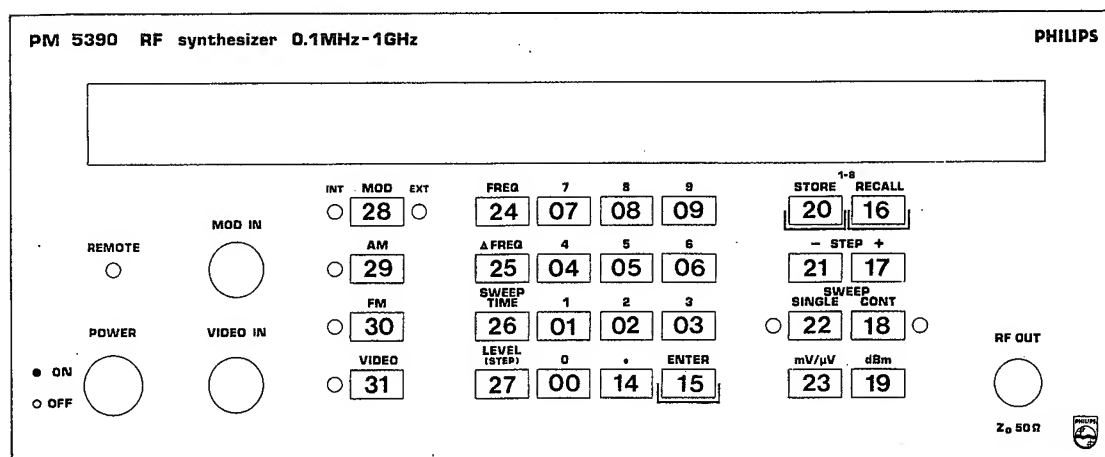 PM 5390 RF synthesizer 0.1MHz-1GHz PHILIPS
1-8
INT MOD EXT FREQ 7 8 9 STORE RECALL
28 24 07 08 09 20 16
MOD IN
REMOTE AM ΔFREQ 4 5 6 - STEP +
29 25 04 05 06 21 17
SWEEP SWEEP
FM TIME 1 2 3 SINGLE CONT
30 26 01 02 03 22 18
POWER VIDEO IN RF OUT
VIDEO LEVEL (STEP) 0 . ENTER mV/μV dBm
ON 31 27 00 14 15 23 19
OFF
Z₀ 50Ω PHILIPS